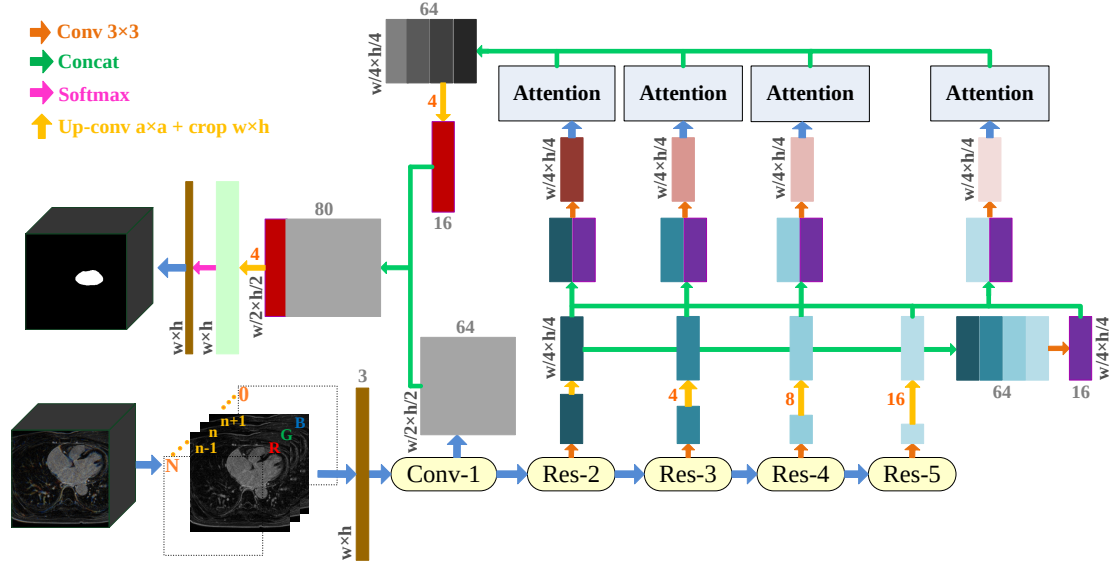 64
Conv 3×3
Concat
Softmax
Up-conv a×a + crop w×h
w/4×h/4
4
16
Attention
Attention
Attention
Attention
w/4×h/4
w/4×h/4
w/4×h/4
w/4×h/4
80
4
w/2×h/2
w×h
w×h
64
w/2×h/2
w/4×h/4
4
8
16
64
w/4×h/4
16
3
w×h
0
n+1
n
n-1
N
B
G
R
Conv-1
Res-2
Res-3
Res-4
Res-5